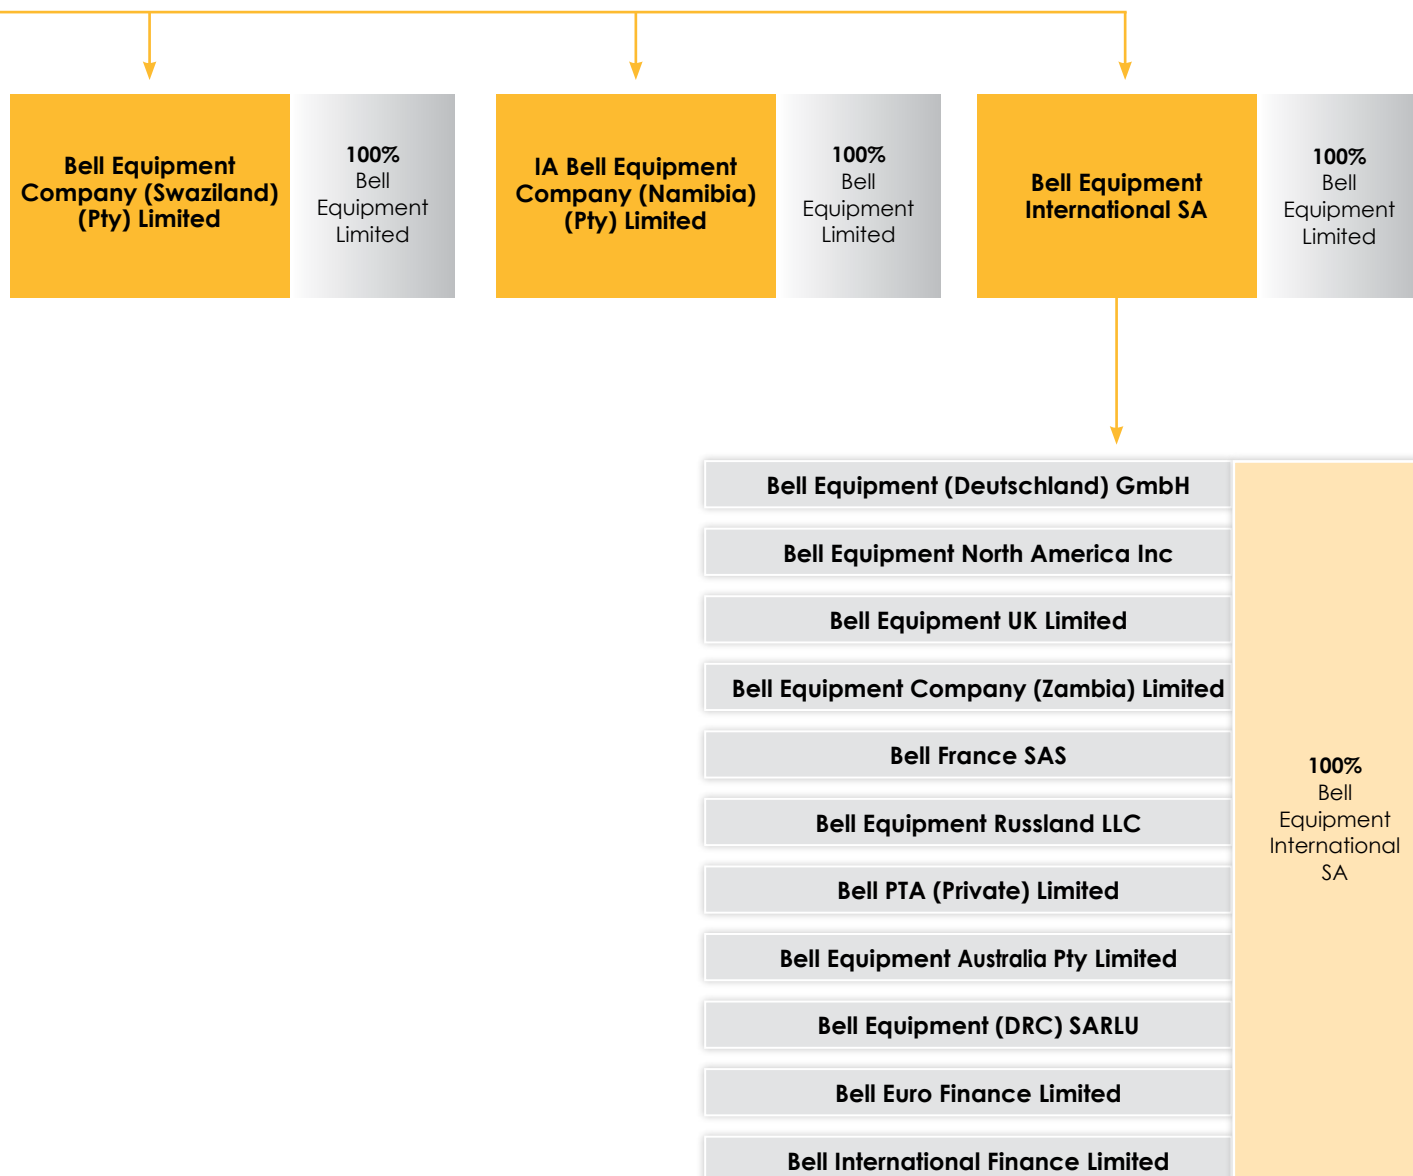 Bell Equipment
Company (Swaziland)
(Pty) Limited
100%
Bell
Equipment
Limited
IA Bell Equipment
Company (Namibia)
(Pty) Limited
100%
Bell
Equipment
Limited
Bell Equipment
International SA
100%
Bell
Equipment
Limited
Bell Equipment (Deutschland) GmbH
Bell Equipment North America Inc
Bell Equipment UK Limited
Bell Equipment Company (Zambia) Limited
Bell France SAS
Bell Equipment Russland LLC
Bell PTA (Private) Limited
Bell Equipment Australia Pty Limited
Bell Equipment (DRC) SARLU
Bell Euro Finance Limited
Bell International Finance Limited
100%
Bell
Equipment
International
SA